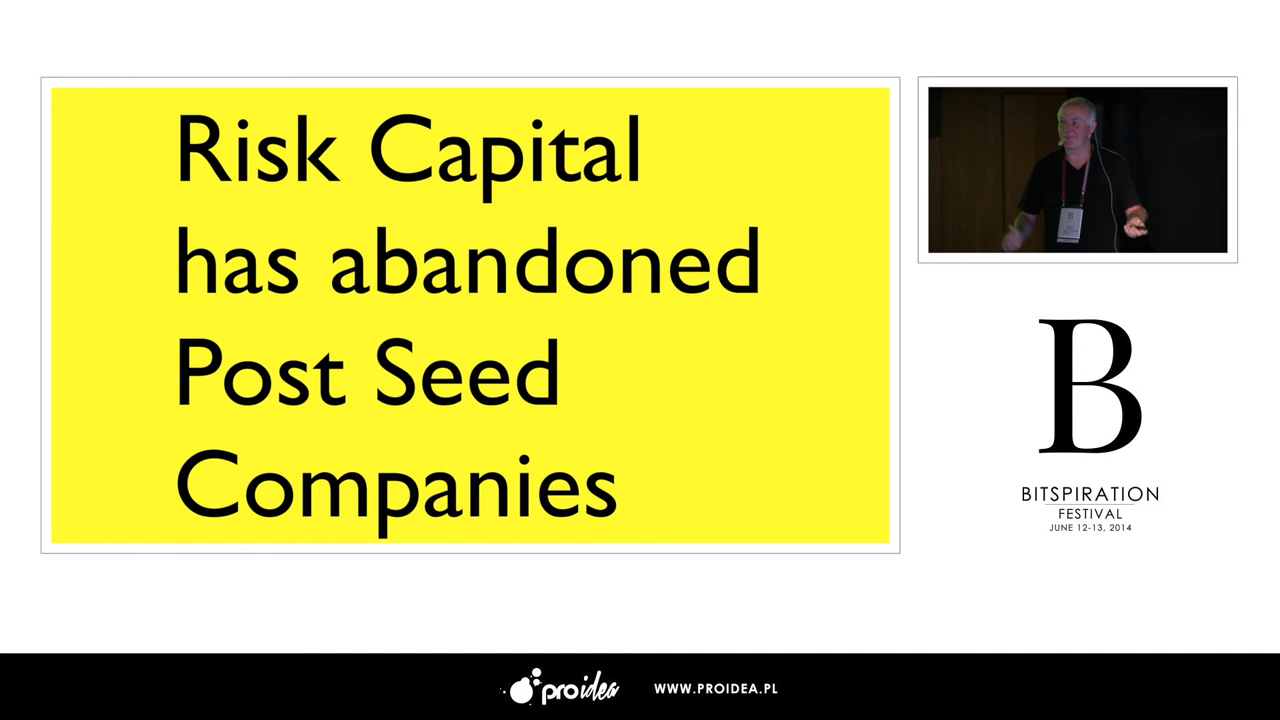 Risk Capital
has abandoned
Post Seed
Companies
B
B
BITSPIRATION
FESTIVAL
JUNE 12-13, 2014
proidea
WWW.PROIDEA.PL